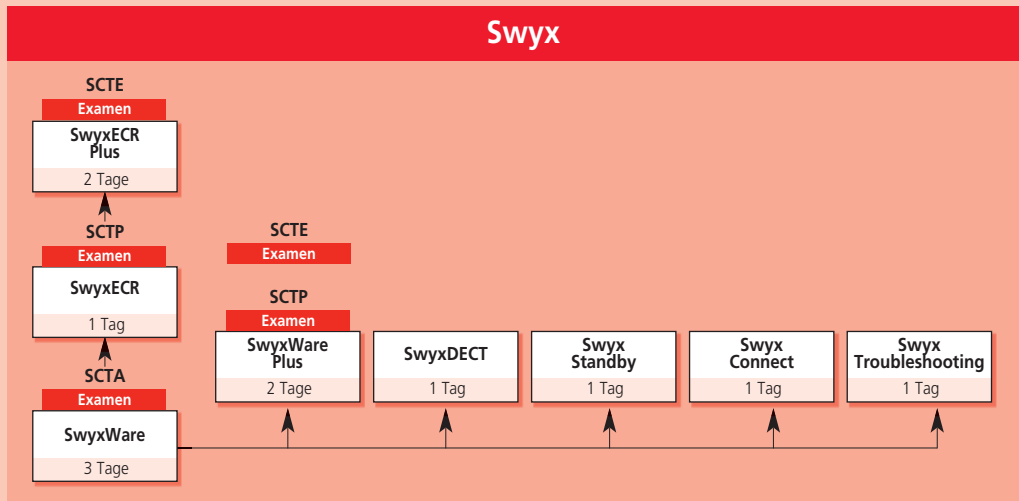 Swyx
SCTE
Examen
SwyxECR
Plus
2 Tage
SCTP
Examen
SwyxECR
1 Tag
SCTA
Examen
SwyxWare
3 Tage
SCTE
Examen
SCTP
Examen
SwyxWare
Plus
2 Tage
SwyxDECT
1 Tag
Swyx
Standby
1 Tag
Swyx
Connect
1 Tag
Swyx
Troubleshooting
1 Tag